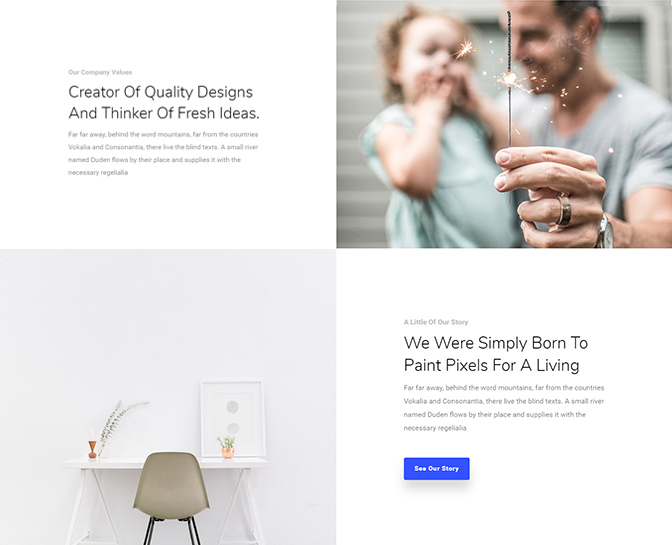 Our Company Values
Creator Of Quality Designs
And Thinker Of Fresh Ideas.
Far far away, behind the word mountains, far from the countries
Vokalia and Consonantia, there live the blind texts. A small river
named Duden flows by their place and supplies it with the
necessary regelialia
A Little Of Our Story
We Were Simply Born To
Paint Pixels For A Living
Far far away, behind the word mountains, far from the countries
Vokalia and Consonantia, there live the blind texts. A small river
named Duden flows by their place and supplies it with the
necessary regelialia
See Our Story